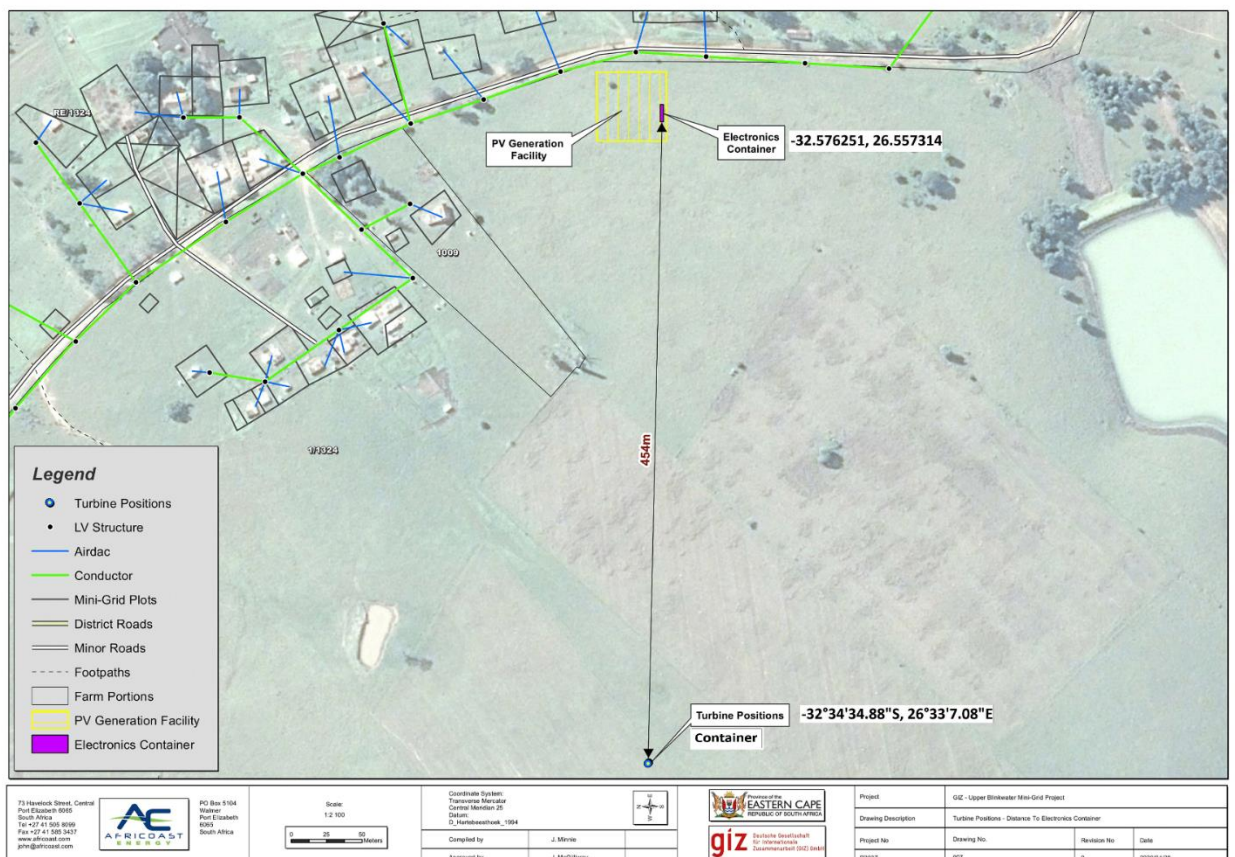 RE/1324
PV Generation
Facility
Electronics
Container
-32.576251, 26.557314
1009
454m
1/1324
Turbine Positions
Container
-32°34'34.88"S, 26°33'7.08"E
Legend
Turbine Positions
LV Structure
Airdac
Conductor
Mini-Grid Plots
District Roads
Minor Roads
Footpaths
Farm Portions
PV Generation Facility
Electronics Container
73 Havelock Street, Central
Port Elizabeth 6065
South Africa
Tel +27 41 505 8099
Fax +27 41 585 3437
www.africoast.com
john@africoast.com
AC
AFRICOAST
ENERGY
PO Box 5104
Walmer
Port Elizabeth
6065
South Africa
Scale:
1:2 100
0 25 50
Meters
Coordinate System:
Transverse Mercator
Central Meridian 25
Datum:
D_Hartebeesthoek_1994
Compiled by
J. Minnie
Province of the
EASTERN CAPE
REPUBLIC OF SOUTH AFRICA
giz
Deutsche Gesellschaft
für Internationale
Zusammenarbeit (GIZ) GmbH
Project
GIZ - Upper Blinkwater Mini-Grid Project
Drawing Description
Turbine Positions - Distance To Electronics Container
Project No
Drawing No.
Revision No
Date